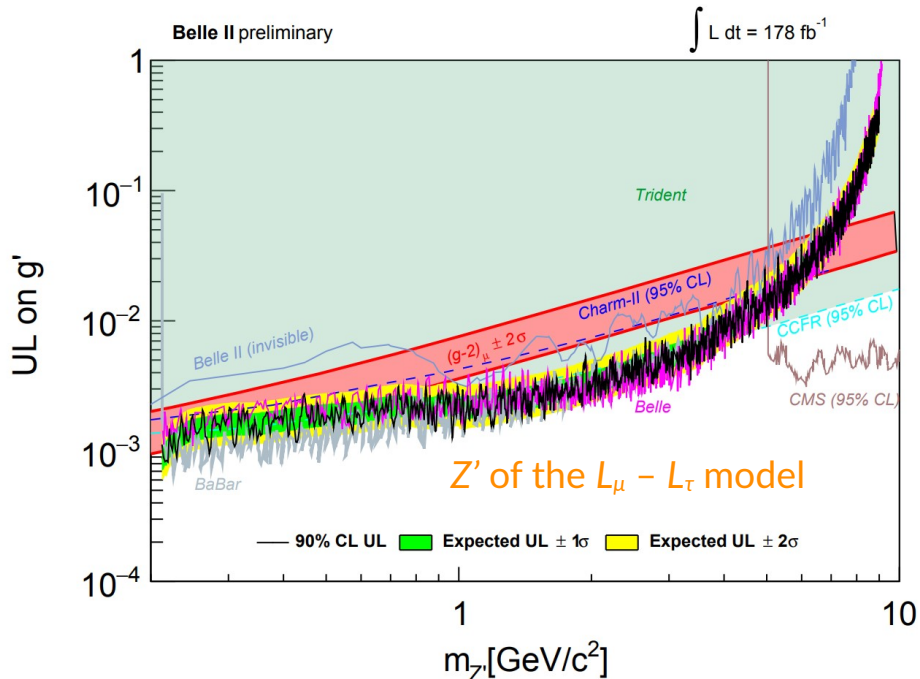 Belle II preliminary
∫ L dt = 178 fb⁻¹
UL on g'
1
10⁻¹
10⁻²
10⁻³
10⁻⁴
Trident
Charm-II (95% CL)
Belle II (invisible)
(g-2)μ ± 2σ
CCFR (95% CL)
CMS (95% CL)
Belle
BaBar
Z' of the Lμ − Lτ model
90% CL UL
Expected UL ± 1σ
Expected UL ± 2σ
1
10
m_Z'[GeV/c²]